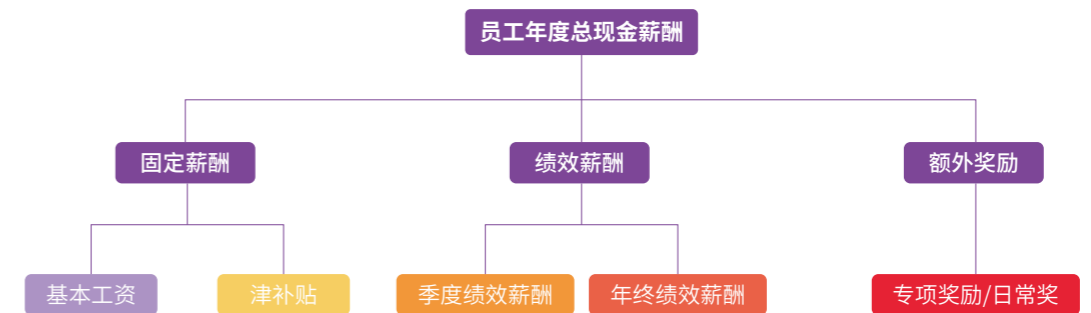 员工年度总现金薪酬
固定薪酬
绩效薪酬
额外奖励
基本工资
津补贴
季度绩效薪酬
年终绩效薪酬
专项奖励/日常奖